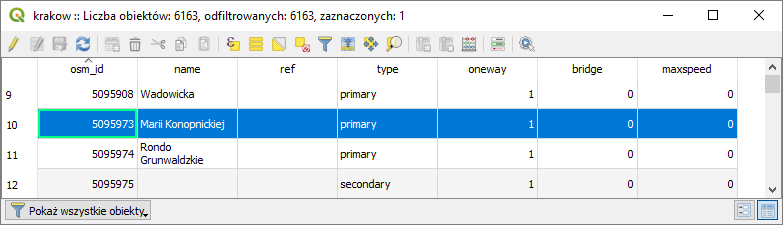 krakow :: Liczba obiektów: 6163, odfiltrowanych: 6163, zaznaczonych: 1
osm_id name ref type oneway bridge maxspeed
9 5095908 Wadowicka primary 1 0 0
10 5095973 Marii Konopnickiej primary 1 0 0
11 5095974 Rondo Grunwaldzkie primary 1 0 0
12 5095975 secondary 1 0 0
Pokaż wszystkie obiekty